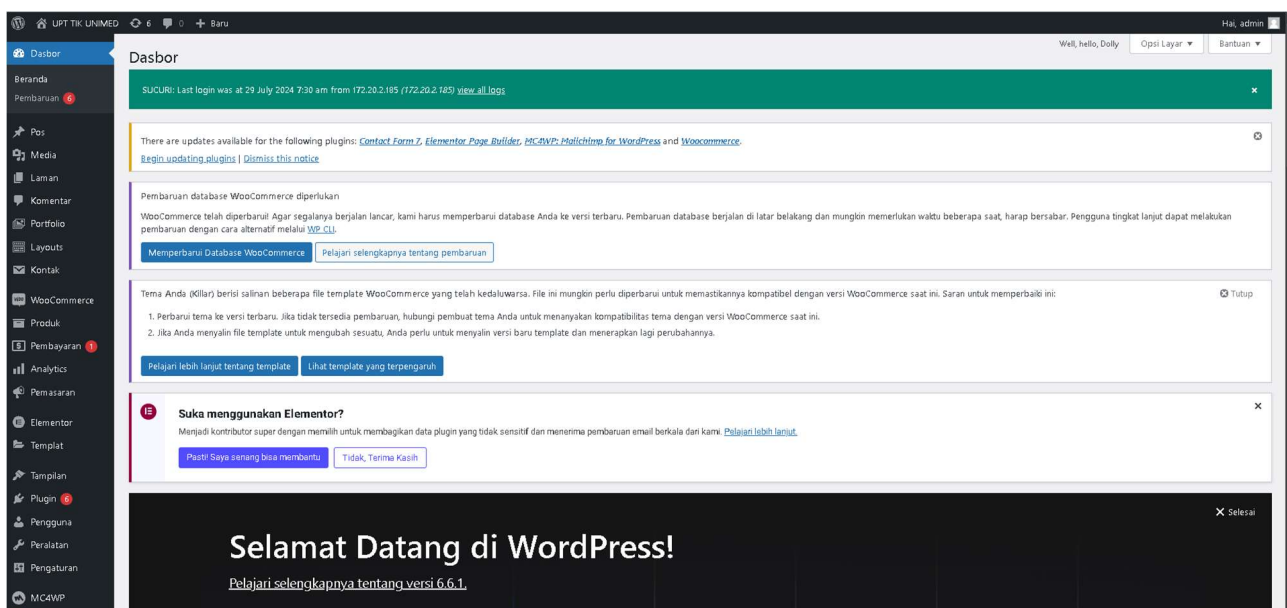 UPT TIK UNIMED 6 0 + Baru Hai, admin
Dasbor
Beranda
Pembaruan 6
Pos
Media
Laman
Komentar
Portfolio
Layouts
Kontak
WooCommerce
Produk
Pembayaran 1
Analytics
Pemasaran
Elementor
Templat
Tampilan
Plugin 6
Pengguna
Peralatan
Pengaturan
MC4WP
Well, hello, Dolly Opsi Layar ▼ Bantuan ▼
Dasbor
SUCURI: Last login was at 29 July 2024 7:30 am from 172.20.2.185 (172.20.2.185) view all logs
There are updates available for the following plugins: Contact Form 7, Elementor Page Builder, MC4WP: Mailchimp for WordPress and Woocommerce.
Begin updating plugins | Dismiss this notice
Pembaruan database WooCommerce diperlukan
WooCommerce telah diperbarui! Agar segalanya berjalan lancar, kami harus memperbarui database Anda ke versi terbaru. Pembaruan database berjalan di latar belakang dan mungkin memerlukan waktu beberapa saat, harap bersabar. Pengguna tingkat lanjut dapat melakukan
pembaruan dengan cara alternatif melalui WP CLI.
Memperbarui Database WooCommerce Pelajari selengkapnya tentang pembaruan
Tema Anda (Killar) berisi salinan beberapa file template WooCommerce yang telah kedaluwarsa. File ini mungkin perlu diperbarui untuk memastikannya kompatibel dengan versi WooCommerce saat ini. Saran untuk memperbaiki ini: Tutup
1. Perbarui tema ke versi terbaru. Jika tidak tersedia pembaruan, hubungi pembuat tema Anda untuk menanyakan kompatibilitas tema dengan versi WooCommerce saat ini.
2. Jika Anda menyalin file template untuk mengubah sesuatu, Anda perlu untuk menyalin versi baru template dan menerapkan lagi perubahannya.
Pelajari lebih lanjut tentang template Lihat template yang terpengaruh
Suka menggunakan Elementor?
Menjadi kontributor super dengan memilih untuk membagikan data plugin yang tidak sensitif dan menerima pembaruan email berkala dari kami. Pelajari lebih lanjut.
Pasti! Saya senang bisa membantu Tidak, Terima Kasih
Selesai
Selamat Datang di WordPress!
Pelajari selengkapnya tentang versi 6.6.1.